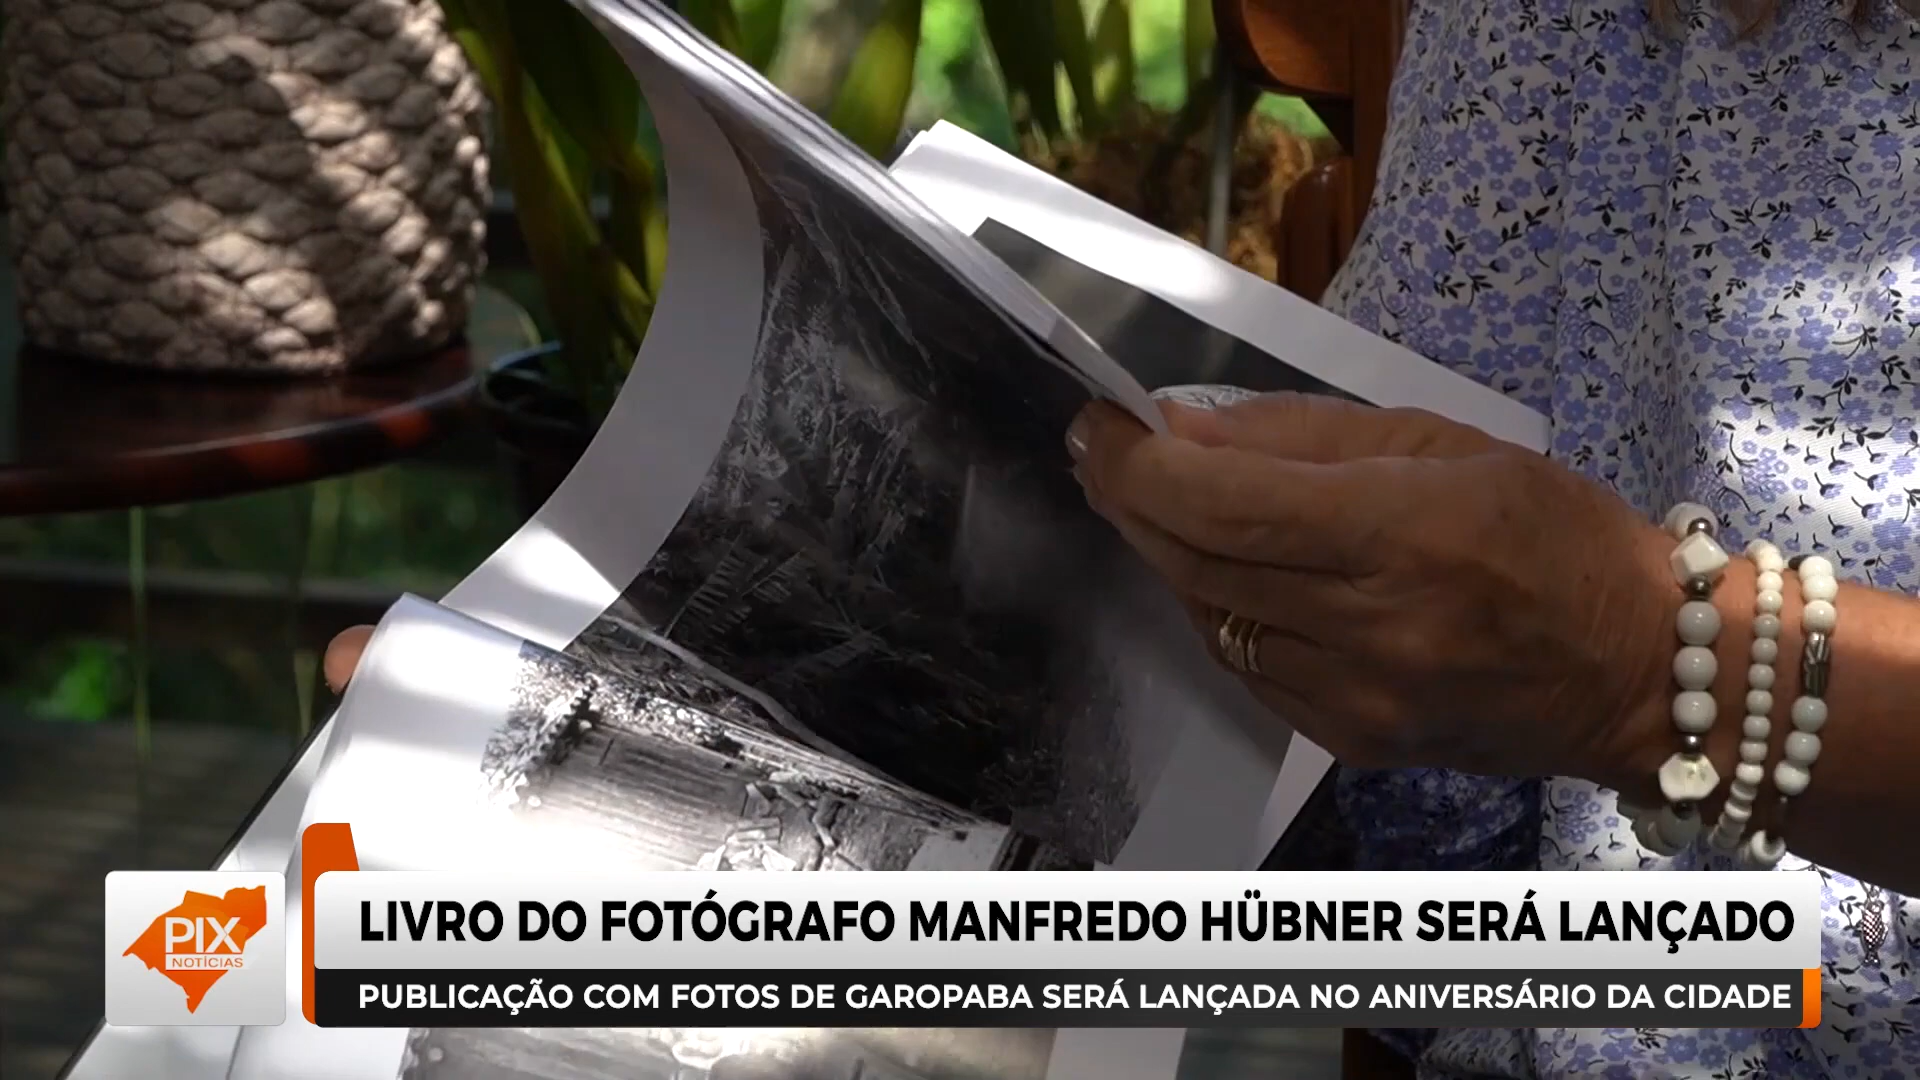 LIVRO DO FOTÓGRAFO MANFREDO HÜBNER SERÁ LANÇADO
PIX
NOTÍCIAS
PUBLICAÇÃO COM FOTOS DE GAROPABA SERÁ LANÇADA NO ANIVERSÁRIO DA CIDADE